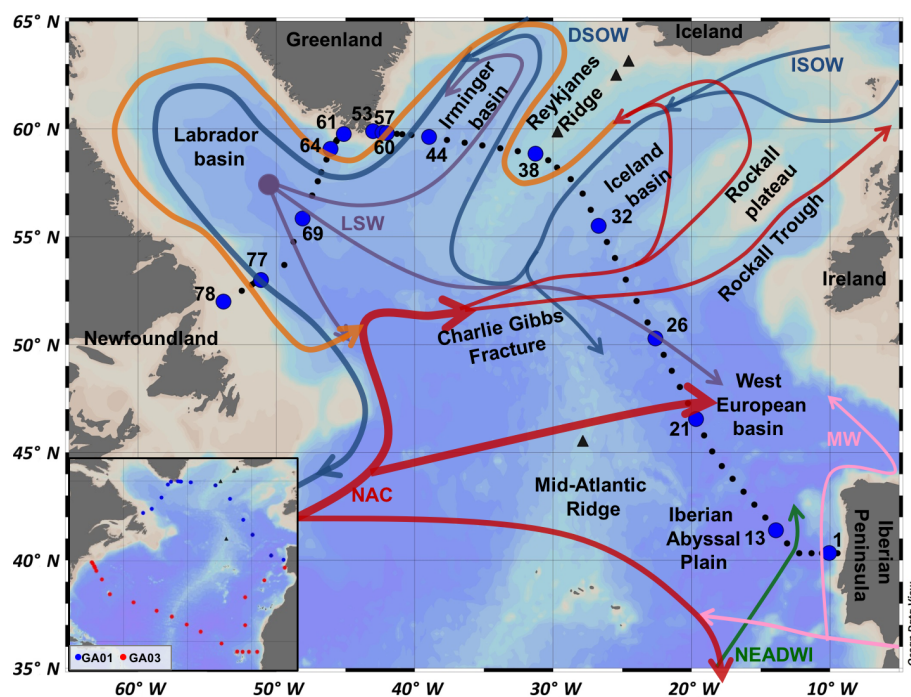 65° N
60° N
55° N
50° N
45° N
40° N
35° N
Greenland
DSOW
Iceland
ISOW
Reykjanes
Ridge
Irminger
basin
Labrador
basin
61
53
57
64
60
44
38
Iceland
basin
Rockall
plateau
Rockall Trough
32
LSW
69
77
78
Ireland
Newfoundland
Charlie Gibbs
Fracture
26
West
European
basin
21
MW
NAC
Mid-Atlantic
Ridge
Iberian
Abyssal
Plain
13
1
Iberian
Peninsula
NEADWI
GA01
GA03
60° W
50° W
40° W
30° W
20° W
10° W